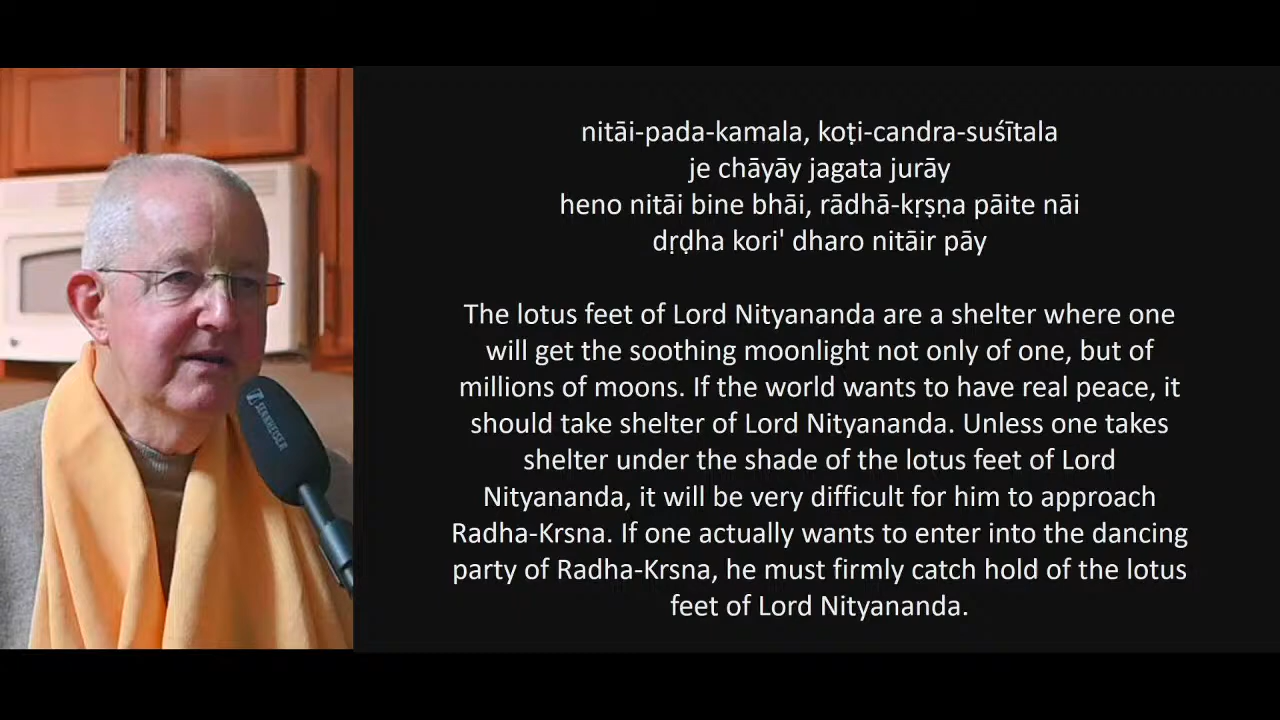 nitāi-pada-kamala, koṭi-candra-suśītala
je chāyāy jagata jurāy
heno nitāi bine bhāi, rādhā-kṛṣṇa pāite nāi
dṛḍha kori' dharo nitāir pāy
The lotus feet of Lord Nityananda are a shelter where one
will get the soothing moonlight not only of one, but of
millions of moons. If the world wants to have real peace, it
should take shelter of Lord Nityananda. Unless one takes
shelter under the shade of the lotus feet of Lord
Nityananda, it will be very difficult for him to approach
Radha-Krsna. If one actually wants to enter into the dancing
party of Radha-Krsna, he must firmly catch hold of the lotus
feet of Lord Nityananda.
SENNHEISER